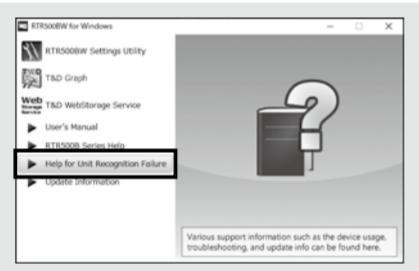 RTR500BW for Windows
RTR500BW Settings Utility
T&D Graph
Web
Storage
Service
T&D WebStorage Service
User's Manual
RTR500B Series Help
Help for Unit Recognition Failure
Update Information
Various support information such as the device usage,
troubleshooting, and update info can be found here.